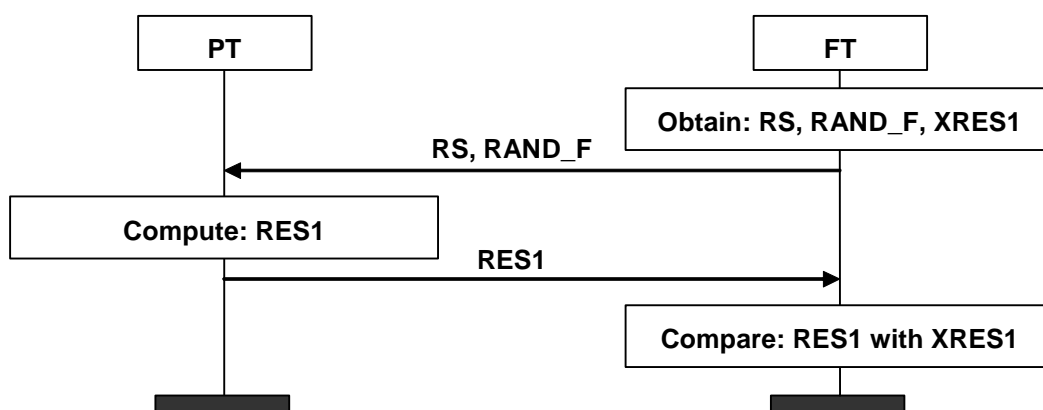 PT
FT
Obtain: RS, RAND_F, XRES1
RS, RAND_F
Compute: RES1
RES1
Compare: RES1 with XRES1